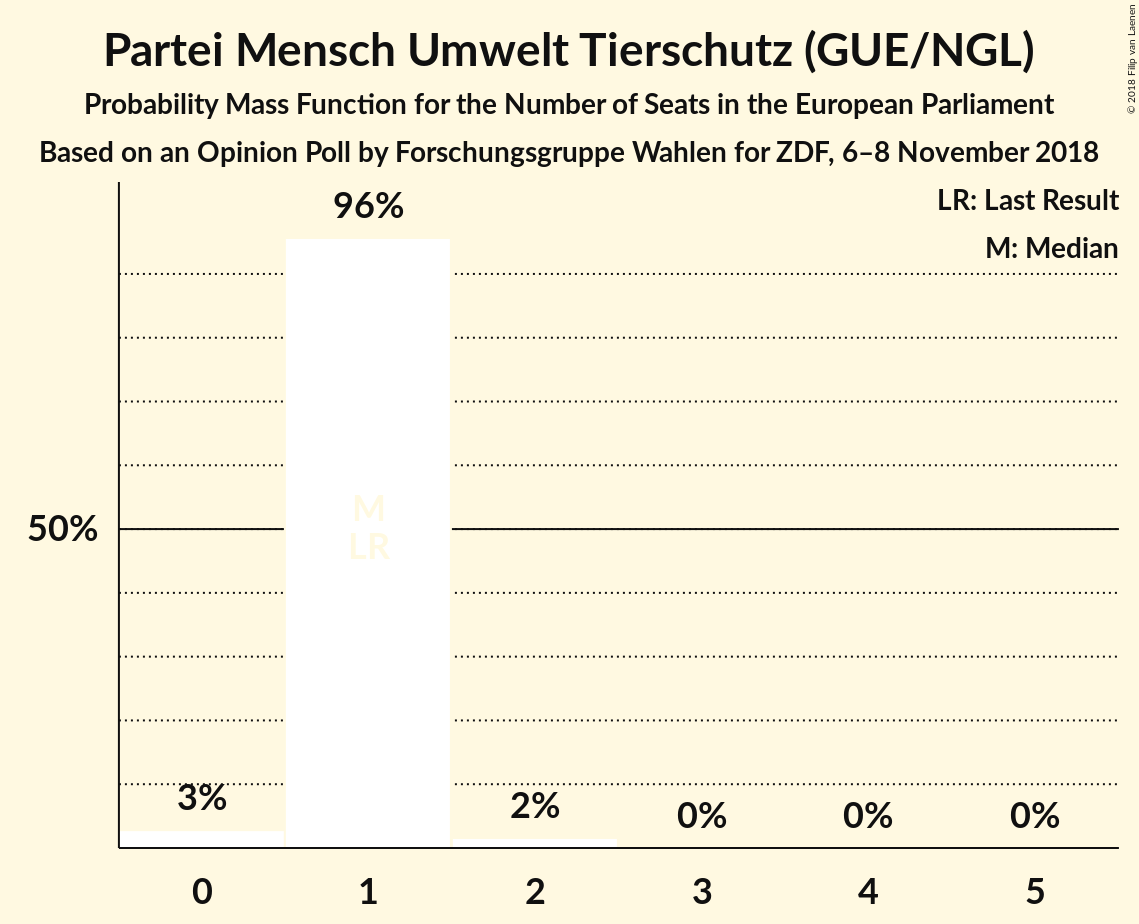 Partei Mensch Umwelt Tierschutz (GUE/NGL)
Probability Mass Function for the Number of Seats in the European Parliament
Based on an Opinion Poll by Forschungsgruppe Wahlen for ZDF, 6–8 November 2018
© 2018 Filip van Laenen
LR: Last Result
M: Median
96%
M
LR
50%
3%
2%
0%
0%
0%
0
1
2
3
4
5